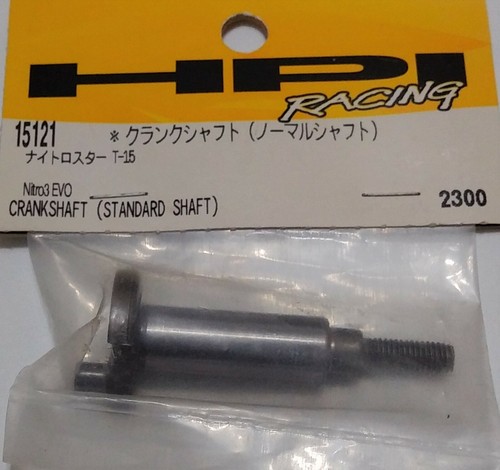 HPI
RACING
15121 ※ クランクシャフト (ノーマルシャフト)
ナイトロスター T-15
Nitro3 EVO
CRANKSHAFT (STANDARD SHAFT) 2300